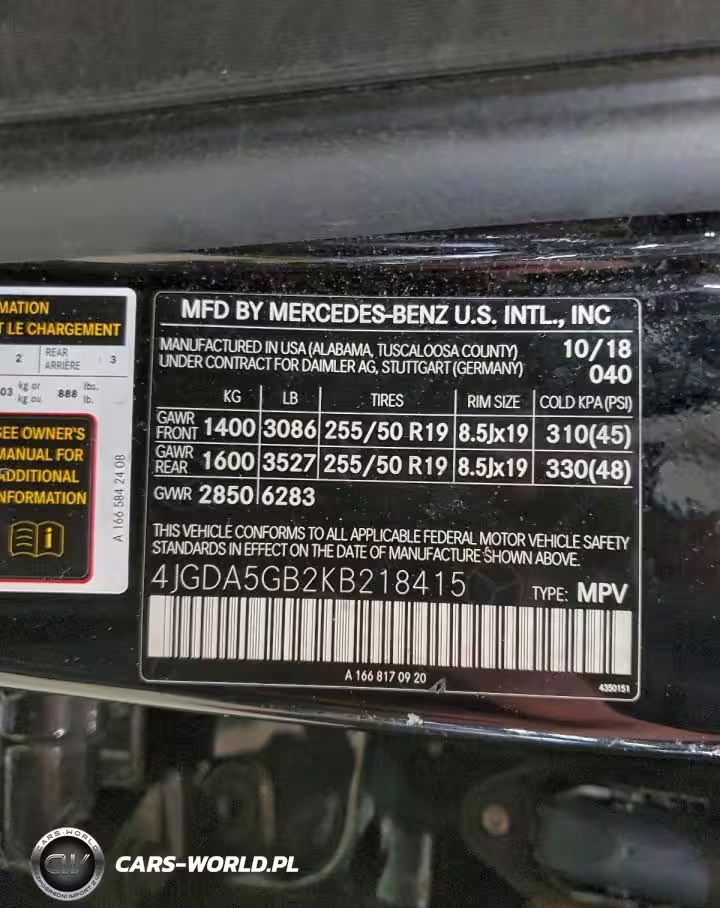 MATION
T LE CHARGEMENT
2 REAR ARRIÈRE 3
03 kg or kg ou 888 lbs. lb.
SEE OWNER'S
MANUAL FOR
ADDITIONAL
INFORMATION
A 166 584 24 08
MFD BY MERCEDES-BENZ U.S. INTL., INC
MANUFACTURED IN USA (ALABAMA, TUSCALOOSA COUNTY) 10/18
UNDER CONTRACT FOR DAIMLER AG, STUTTGART (GERMANY) 040
KG LB TIRES RIM SIZE COLD KPA(PSI)
GAWR FRONT 1400 3086 255/50 R19 8.5Jx19 310(45)
GAWR REAR 1600 3527 255/50 R19 8.5Jx19 330(48)
GVWR 2850 6283
THIS VEHICLE CONFORMS TO ALL APPLICABLE FEDERAL MOTOR VEHICLE SAFETY
STANDARDS IN EFFECT ON THE DATE OF MANUFACTURE SHOWN ABOVE.
4JGDA5GB2KB218415 TYPE: MPV
A 166 817 09 20
4350151
CARS-WORLD
CW
CARS-WORLD.PL